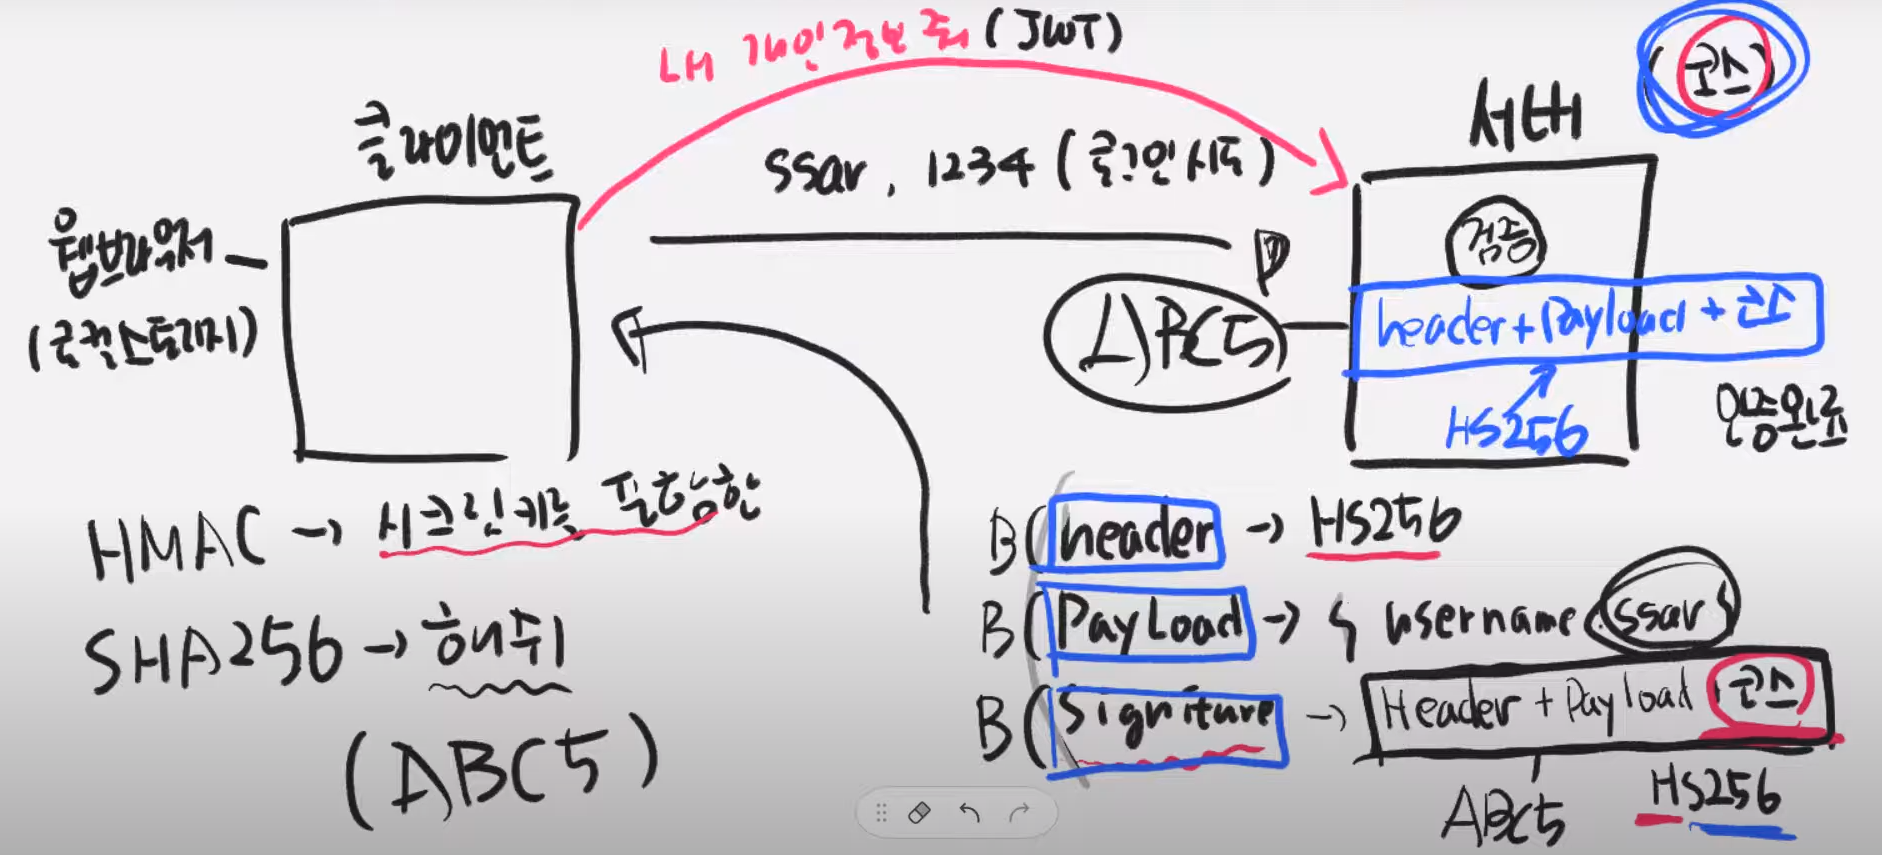 내 개인정보 줘 (JWT)
(코스)
서버
클라이언트
ssar, 1234 (로그인시도)
웹브라우저
(로컬스토리지)
검증
ABC5
header + Payload + 코스
HS256
인증완료
HMAC → 시크릿키를 포함한
SHA256 → 해쉬
(ABC5)
B(header → HS256
B(PayLoad → { username: ssar }
B(Signiture → Header + Payload 코스
ABC5
HS256